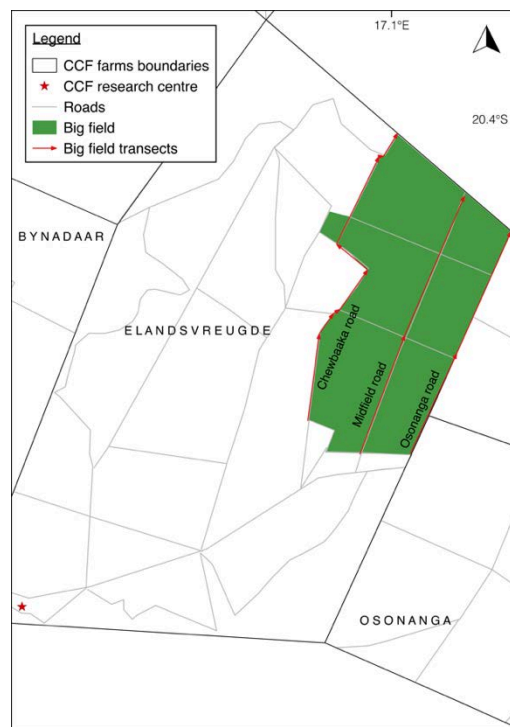 Legend
CCF farms boundaries
CCF research centre
Roads
Big field
Big field transects
17.1°E
20.4°S
BYNADAAR
ELANDSVREUGDE
Chewbaaka road
Midfield road
Osonanga road
OSONANGA